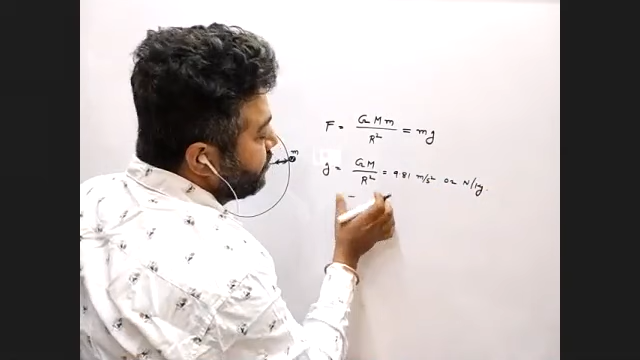 F = GMm / R² = mg
m
g = GM / R² = 9.81 m/s² or N/kg.